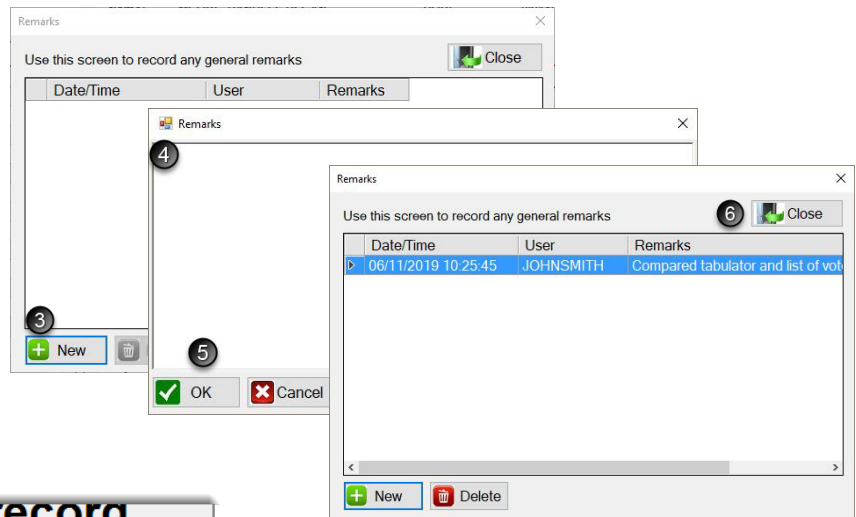 Remarks
Use this screen to record any general remarks
Close
Date/Time User Remarks
3
New
Remarks
4
5
OK Cancel
Remarks
Use this screen to record any general remarks
6
Close
Date/Time User Remarks
06/11/2019 10:25:45 JOHNSMITH Compared tabulator and list of vot
New Delete
record